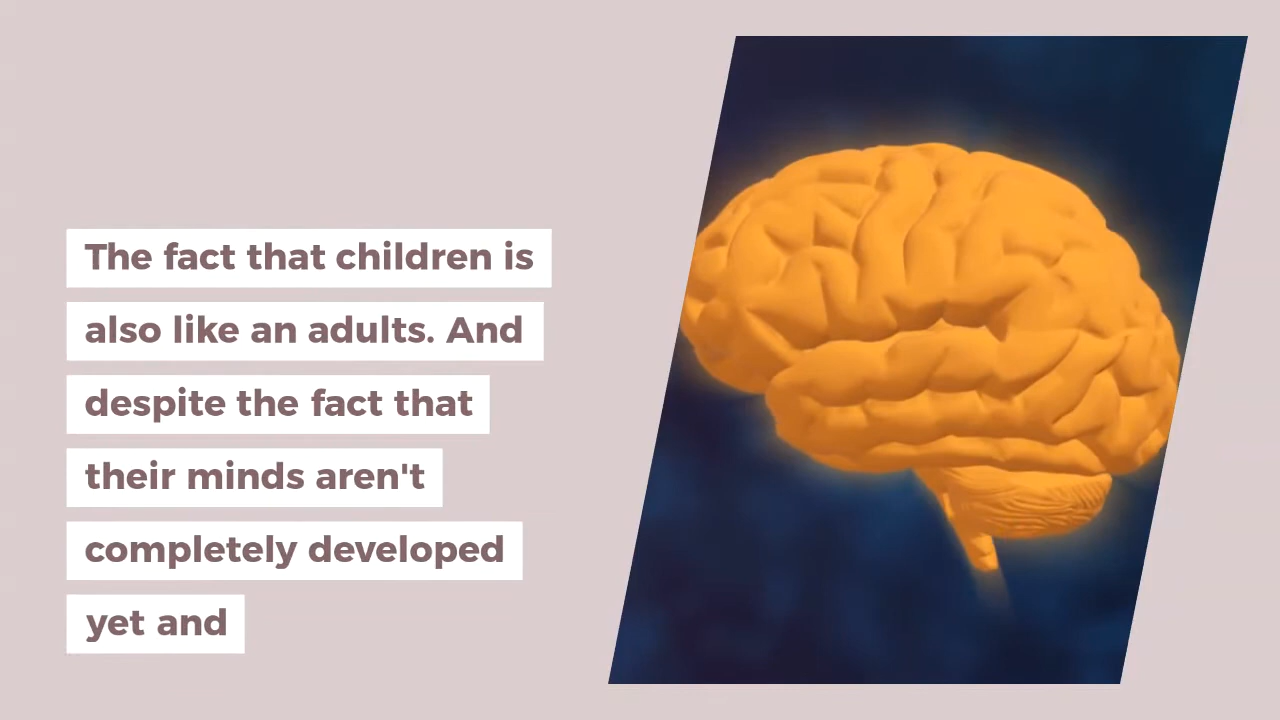 The fact that children is
also like an adults. And
despite the fact that
their minds aren't
completely developed
yet and